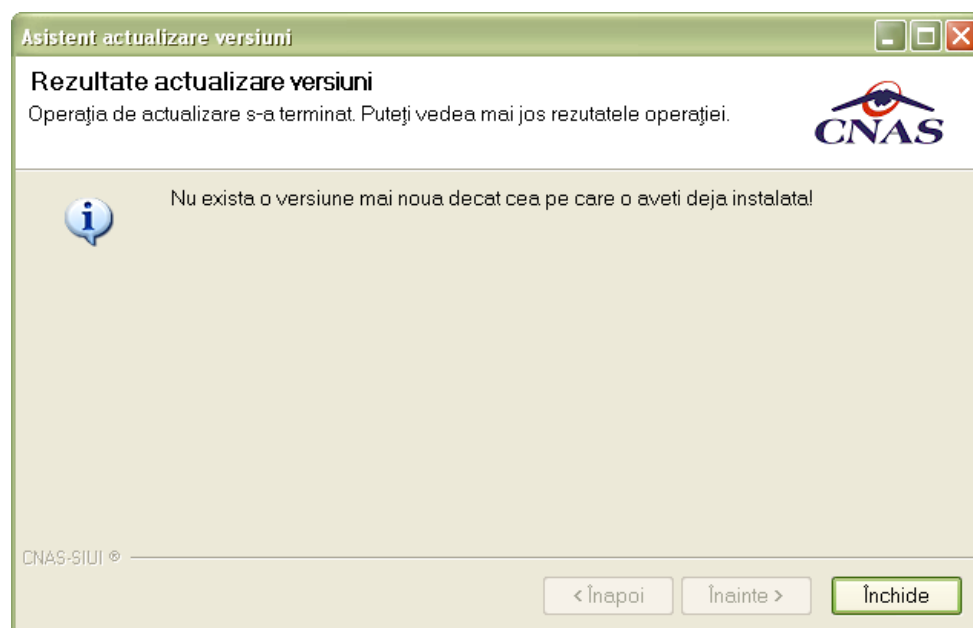 Asistent actualizare versiuni
Rezultate actualizare versiuni
Operaţia de actualizare s-a terminat. Puteţi vedea mai jos rezutatele operaţiei.
CNAS
Nu exista o versiune mai noua decat cea pe care o aveti deja instalata!
CNAS-SIUI ®
< Înapoi
Înainte >
Închide